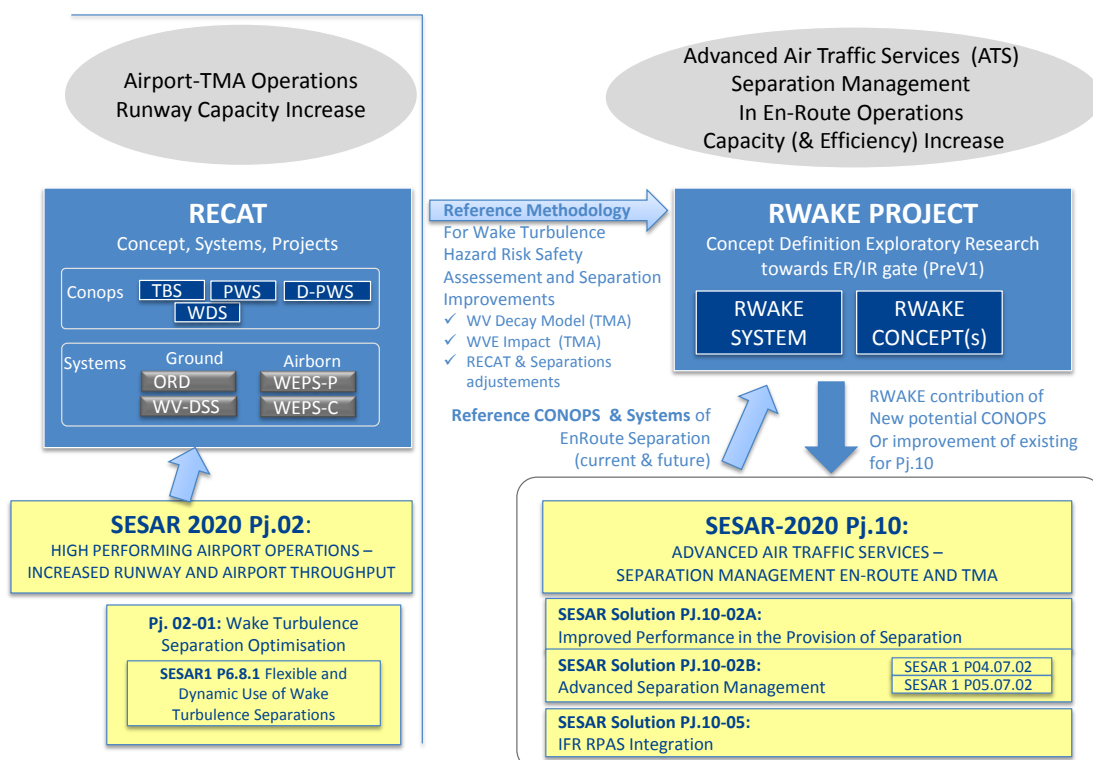 Airport-TMA Operations
Runway Capacity Increase
Advanced Air Traffic Services (ATS)
Separation Management
In En-Route Operations
Capacity (& Efficiency) Increase
RECAT
Concept, Systems, Projects
Conops
TBS
PWS
D-PWS
WDS
Systems
Ground
Airborn
ORD
WEPS-P
WV-DSS
WEPS-C
Reference Methodology
For Wake Turbulence
Hazard Risk Safety
Assessement and Separation
Improvements
✓ WV Decay Model (TMA)
✓ WVE Impact (TMA)
✓ RECAT & Separations
adjustements
RWAKE PROJECT
Concept Definition Exploratory Research
towards ER/IR gate (PreV1)
RWAKE
SYSTEM
RWAKE
CONCEPT(s)
Reference CONOPS & Systems of
EnRoute Separation
(current & future)
RWAKE contribution of
New potential CONOPS
Or improvement of existing
for Pj.10
SESAR 2020 Pj.02:
HIGH PERFORMING AIRPORT OPERATIONS –
INCREASED RUNWAY AND AIRPORT THROUGHPUT
Pj. 02-01: Wake Turbulence
Separation Optimisation
SESAR1 P6.8.1 Flexible and
Dynamic Use of Wake
Turbulence Separations
SESAR-2020 Pj.10:
ADVANCED AIR TRAFFIC SERVICES –
SEPARATION MANAGEMENT EN-ROUTE AND TMA
SESAR Solution PJ.10-02A:
Improved Performance in the Provision of Separation
SESAR Solution PJ.10-02B:
Advanced Separation Management
SESAR 1 P04.07.02
SESAR 1 P05.07.02
SESAR Solution PJ.10-05:
IFR RPAS Integration